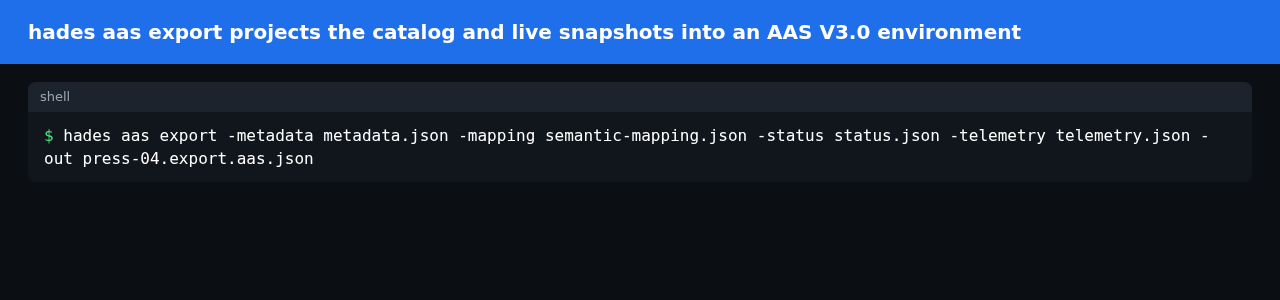 hades aas export projects the catalog and live snapshots into an AAS V3.0 environment
shell
$ hades aas export -metadata metadata.json -mapping semantic-mapping.json -status status.json -telemetry telemetry.json -
out press-04.export.aas.json